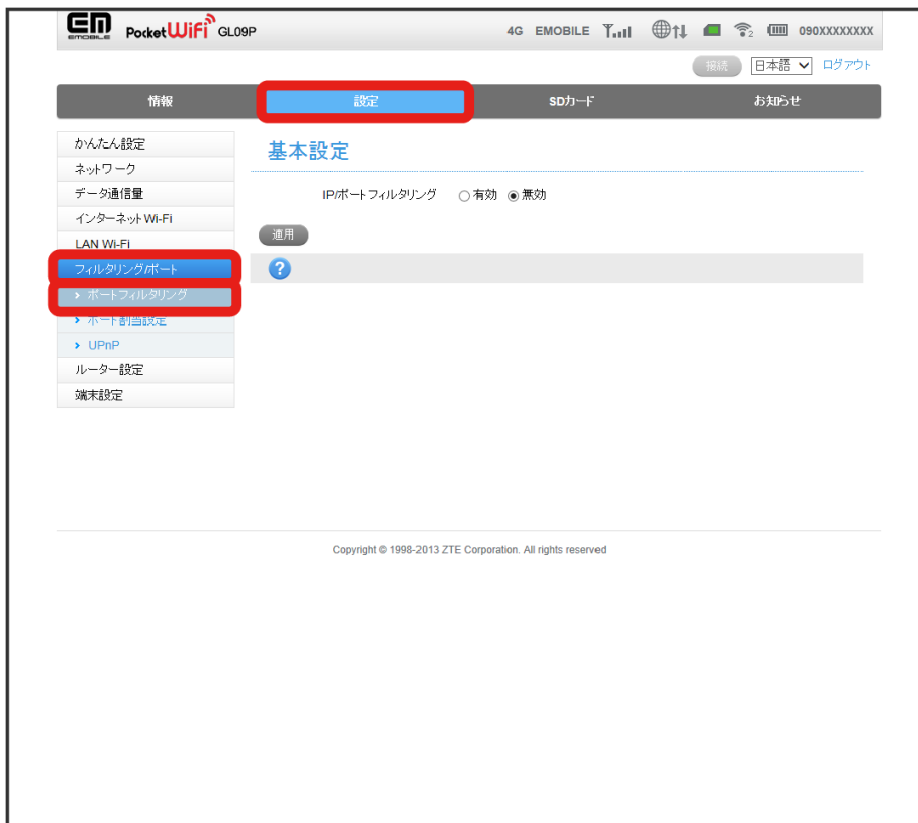 EM EMOBILE Pocket WiFi GL09P 4G EMOBILE 2 090XXXXXXXX
接続 日本語 ログアウト
情報 設定 SDカード お知らせ
かんたん設定
ネットワーク
データ通信量
インターネットWi-Fi
LAN Wi-Fi
フィルタリング/ポート
› ポートフィルタリング
› ポート割当設定
› UPnP
ルーター設定
端末設定
基本設定
IP/ポートフィルタリング 有効 無効
適用
?
Copyright © 1998-2013 ZTE Corporation. All rights reserved